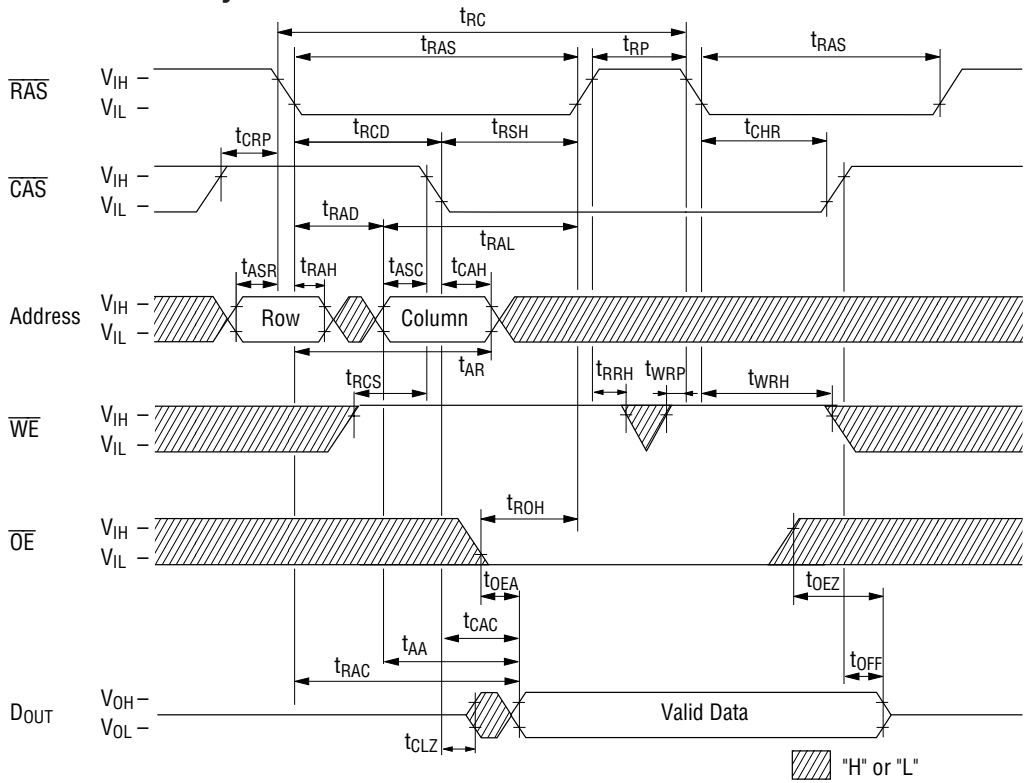 tRC
tRAS tRP tRAS
RAS VIH –
VIL –
tCRP tRCD tRSH tCHR
CAS VIH –
VIL –
tRAD tRAL
tASR tRAH tASC tCAH
Address VIH –
VIL –
Row Column
tAR
tRCS tRRH tWRP tWRH
WE VIH –
VIL –
tROH
OE VIH –
VIL –
tOEA tOEZ
tCAC
tAA
tRAC tOFF
DOUT VOH –
VOL –
Valid Data
tCLZ
"H" or "L"